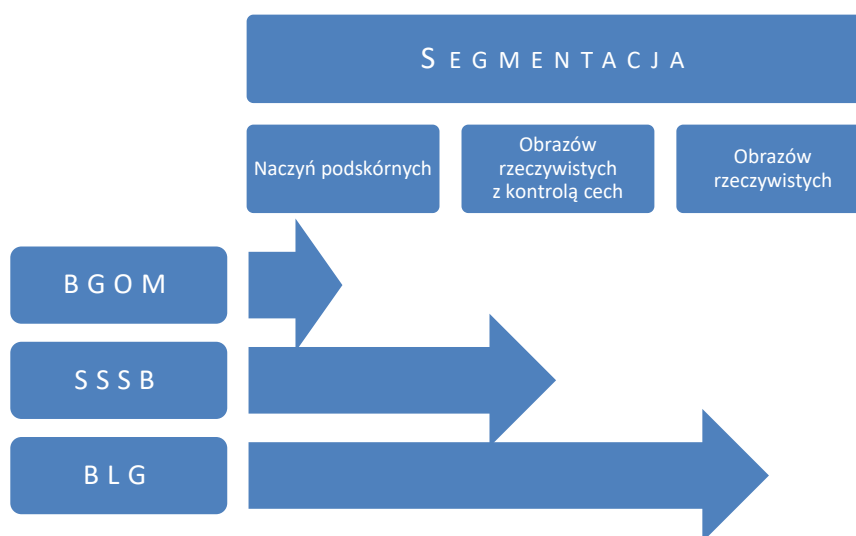 SEGMENTACJA
Naczyń podskórnych
Obrazów
rzeczywistych
z kontrolą cech
Obrazów
rzeczywistych
BGOM
SSSB
BLG